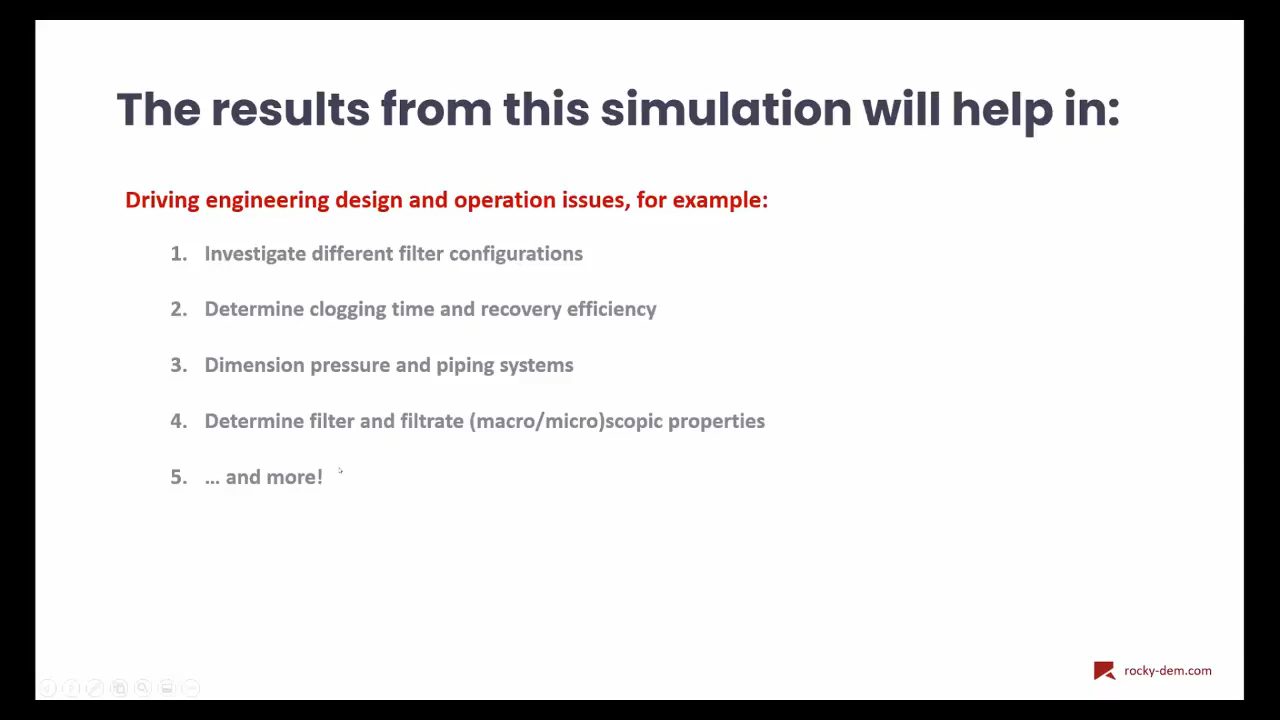 The results from this simulation will help in:
Driving engineering design and operation issues, for example:
1. Investigate different filter configurations
2. Determine clogging time and recovery efficiency
3. Dimension pressure and piping systems
4. Determine filter and filtrate (macro/micro)scopic properties
5. ... and more!
rocky-dem.com